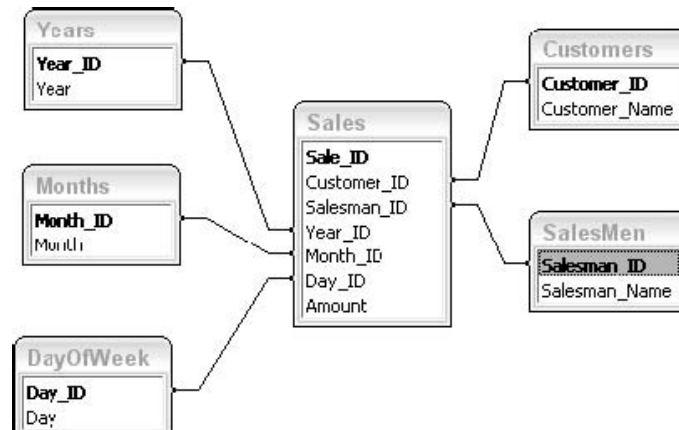 Years
Year_ID
Year
Months
Month_ID
Month
DayOfWeek
Day_ID
Day
Sales
Sale_ID
Customer_ID
Salesman_ID
Year_ID
Month_ID
Day_ID
Amount
Customers
Customer_ID
Customer_Name
SalesMen
Salesman_ID
Salesman_Name